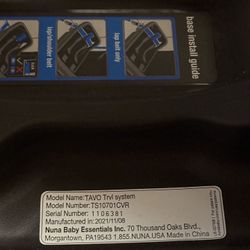 base install guide
lap/shoulder belt
lap belt only
Model Name:TAVO Trvl system
Model Number:TS10701CVR
Serial Number : 1106381
Manufactured in:2021/11/08
Nuna Baby Essentials Inc. 70 Thousand Oaks Blvd.,
Morgantown, PA19543 1.855.NUNA.USA Made in China